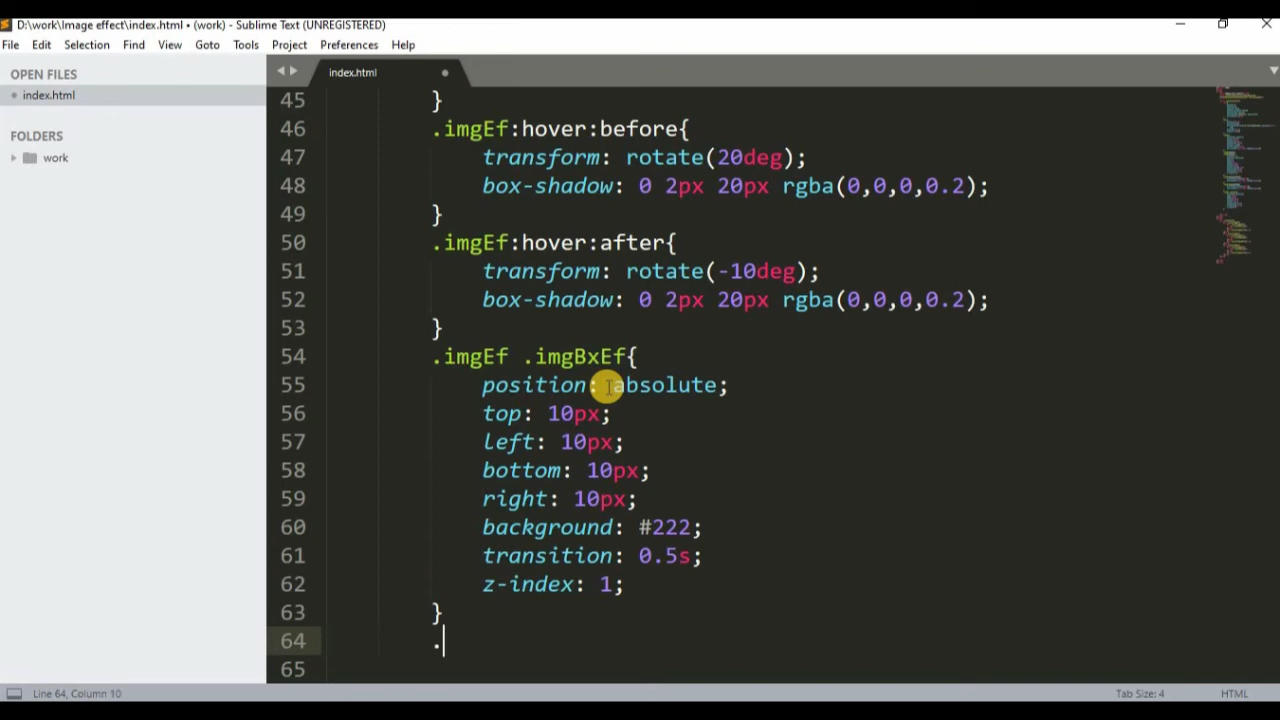 D:\work\Image effect\index.html • (work) - Sublime Text (UNREGISTERED)
File Edit Selection Find View Goto Tools Project Preferences Help
OPEN FILES
index.html
FOLDERS
work
index.html
45 }
46 .imgEf:hover:before{
47 transform: rotate(20deg);
48 box-shadow: 0 2px 20px rgba(0,0,0,0.2);
49 }
50 .imgEf:hover:after{
51 transform: rotate(-10deg);
52 box-shadow: 0 2px 20px rgba(0,0,0,0.2);
53 }
54 .imgEf .imgBxEf{
55 position: absolute;
56 top: 10px;
57 left: 10px;
58 bottom: 10px;
59 right: 10px;
60 background: #222;
61 transition: 0.5s;
62 z-index: 1;
63 }
64 .
65
Line 64, Column 10
Tab Size: 4
HTML